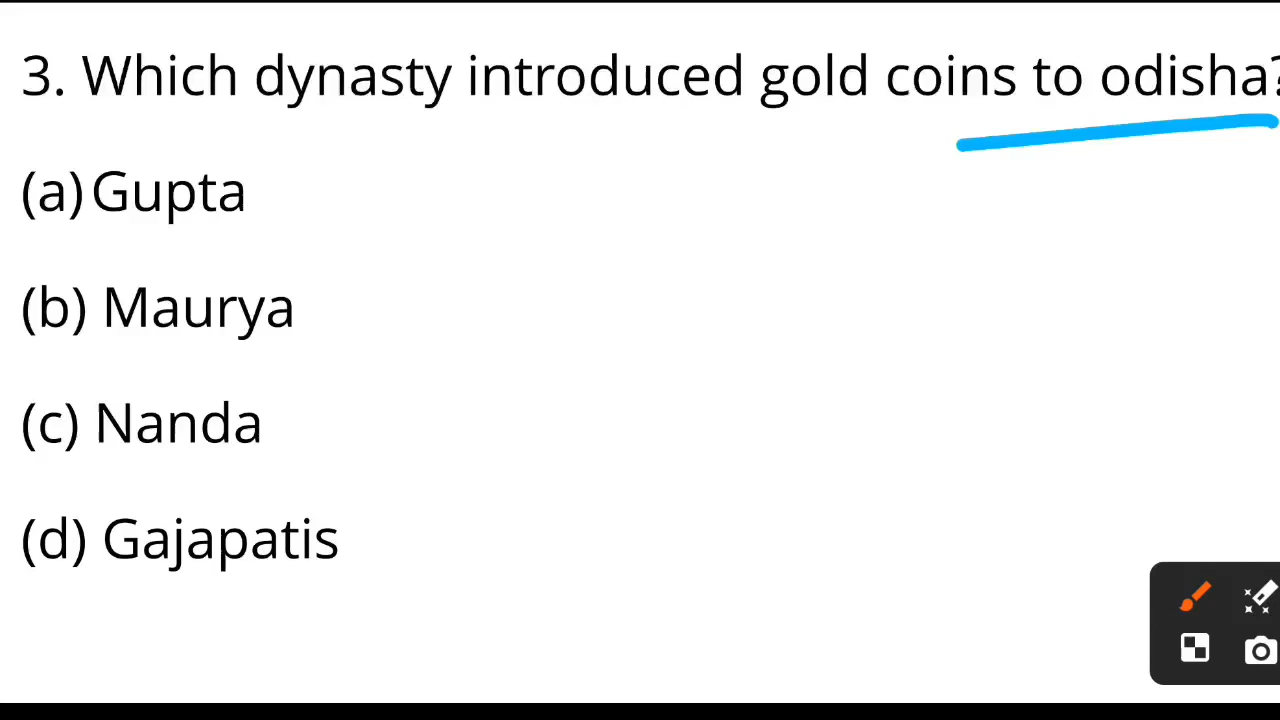 3. Which dynasty introduced gold coins to odisha?
(a) Gupta
(b) Maurya
(c) Nanda
(d) Gajapatis